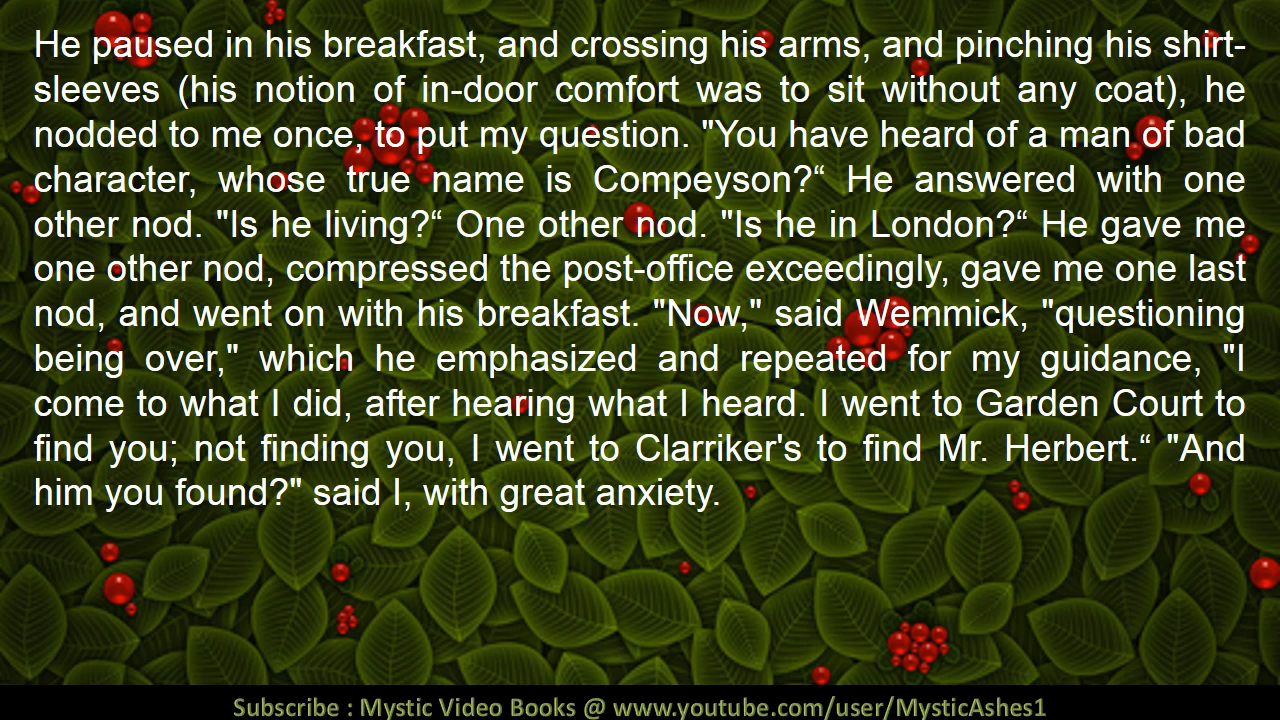 He paused in his breakfast, and crossing his arms, and pinching his shirt-
sleeves (his notion of in-door comfort was to sit without any coat), he
nodded to me once, to put my question. "You have heard of a man of bad
character, whose true name is Compeyson?“ He answered with one
other nod. "Is he living?“ One other nod. "Is he in London?“ He gave me
one other nod, compressed the post-office exceedingly, gave me one last
nod, and went on with his breakfast. "Now," said Wemmick, "questioning
being over," which he emphasized and repeated for my guidance, "I
come to what I did, after hearing what I heard. I went to Garden Court to
find you; not finding you, I went to Clarriker's to find Mr. Herbert.“ "And
him you found?" said I, with great anxiety.
Subscribe : Mystic Video Books @ www.youtube.com/user/MysticAshes1